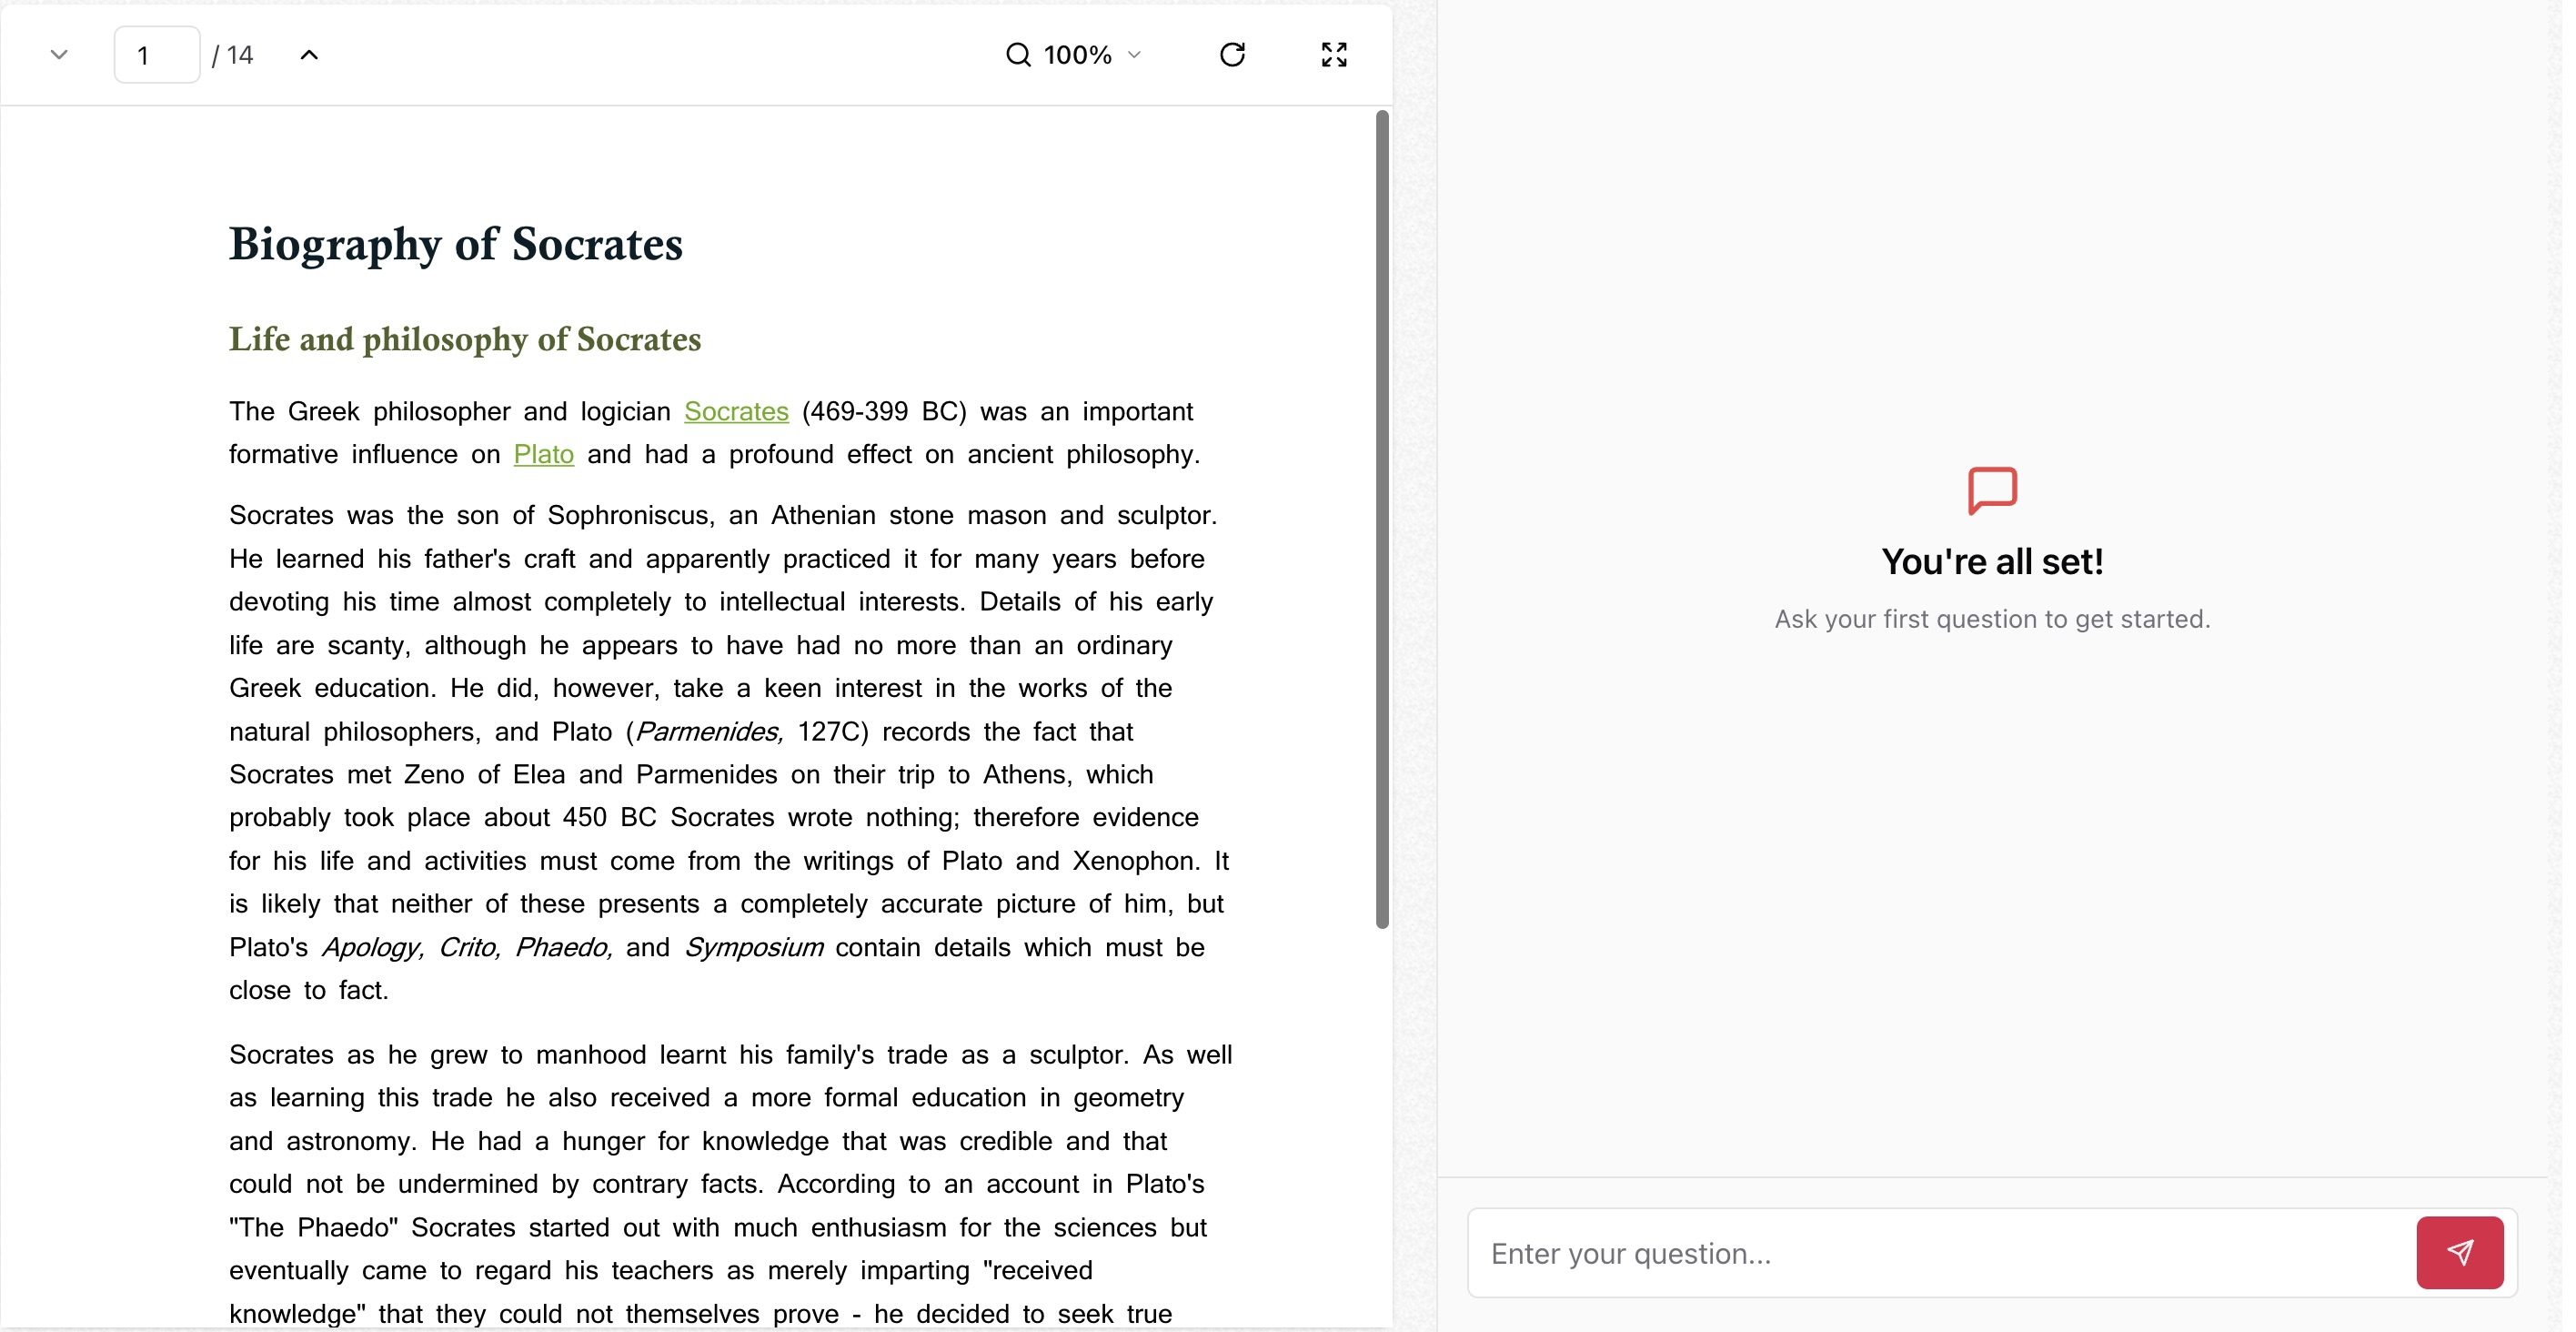 1 / 14 100%
Biography of Socrates
Life and philosophy of Socrates
The Greek philosopher and logician Socrates (469-399 BC) was an important
formative influence on Plato and had a profound effect on ancient philosophy.
Socrates was the son of Sophroniscus, an Athenian stone mason and sculptor.
He learned his father's craft and apparently practiced it for many years before
devoting his time almost completely to intellectual interests. Details of his early
life are scanty, although he appears to have had no more than an ordinary
Greek education. He did, however, take a keen interest in the works of the
natural philosophers, and Plato (Parmenides, 127C) records the fact that
Socrates met Zeno of Elea and Parmenides on their trip to Athens, which
probably took place about 450 BC Socrates wrote nothing; therefore evidence
for his life and activities must come from the writings of Plato and Xenophon. It
is likely that neither of these presents a completely accurate picture of him, but
Plato's Apology, Crito, Phaedo, and Symposium contain details which must be
close to fact.
Socrates as he grew to manhood learnt his family's trade as a sculptor. As well
as learning this trade he also received a more formal education in geometry
and astronomy. He had a hunger for knowledge that was credible and that
could not be undermined by contrary facts. According to an account in Plato's
"The Phaedo" Socrates started out with much enthusiasm for the sciences but
eventually came to regard his teachers as merely imparting "received
knowledge" that they could not themselves prove - he decided to seek true
You're all set!
Ask your first question to get started.
Enter your question...